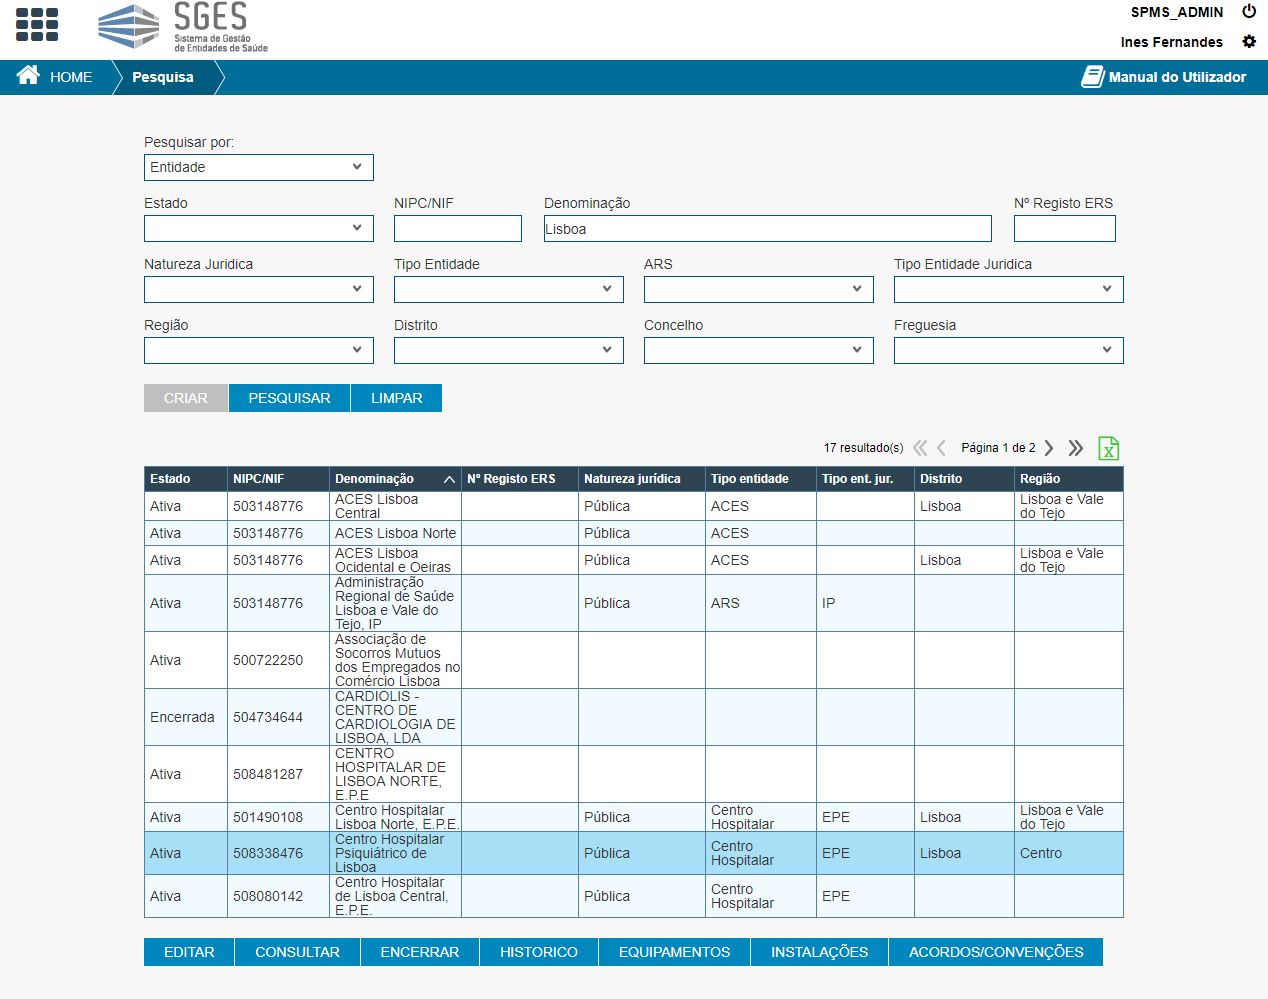 SGES
Sistema de Gestão
de Entidades de Saúde
SPMS_ADMIN
Ines Fernandes
HOME
Pesquisa
Manual do Utilizador
Pesquisar por:
Entidade
Estado NIPC/NIF Denominação Nº Registo ERS
Lisboa
Natureza Juridica Tipo Entidade ARS Tipo Entidade Juridica
Região Distrito Concelho Freguesia
CRIAR PESQUISAR LIMPAR
17 resultado(s) Página 1 de 2
Estado NIPC/NIF Denominação Nº Registo ERS Natureza jurídica Tipo entidade Tipo ent. jur. Distrito Região
Ativa 503148776 ACES Lisboa
Central Pública ACES Lisboa Lisboa e Vale
do Tejo
Ativa 503148776 ACES Lisboa Norte Pública ACES
Ativa 503148776 ACES Lisboa
Ocidental e Oeiras Pública ACES Lisboa Lisboa e Vale
do Tejo
Ativa 503148776 Administração
Regional de Saúde
Lisboa e Vale do
Tejo, IP Pública ARS IP
Ativa 500722250 Associação de
Socorros Mutuos
dos Empregados no
Comércio Lisboa
Encerrada 504734644 CARDIOLIS -
CENTRO DE
CARDIOLOGIA DE
LISBOA, LDA
Ativa 508481287 CENTRO
HOSPITALAR DE
LISBOA NORTE,
E.P.E
Ativa 501490108 Centro Hospitalar
Lisboa Norte, E.P.E. Pública Centro
Hospitalar EPE Lisboa Lisboa e Vale
do Tejo
Ativa 508338476 Centro Hospitalar
Psiquiátrico de
Lisboa Pública Centro
Hospitalar EPE Lisboa Centro
Ativa 508080142 Centro Hospitalar
de Lisboa Central,
E.P.E. Pública Centro
Hospitalar EPE
EDITAR CONSULTAR ENCERRAR HISTORICO EQUIPAMENTOS INSTALAÇÕES ACORDOS/CONVENÇÕES